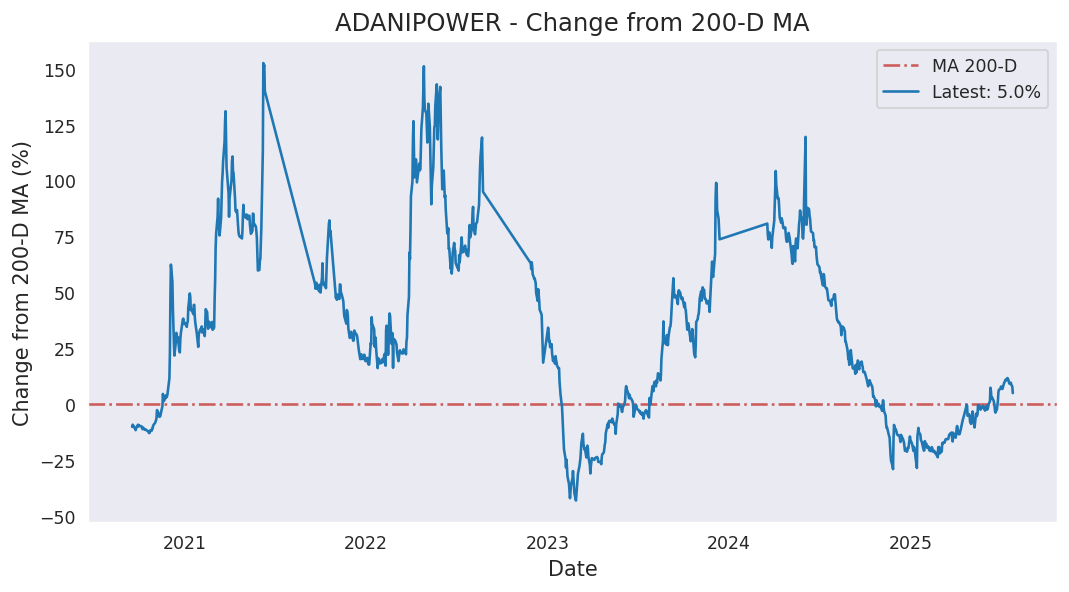 ADANIPOWER - Change from 200-D MA
MA 200-D
Latest: 5.0%
Change from 200-D MA (%)
150
125
100
75
50
25
0
−25
−50
2021
2022
2023
2024
2025
Date